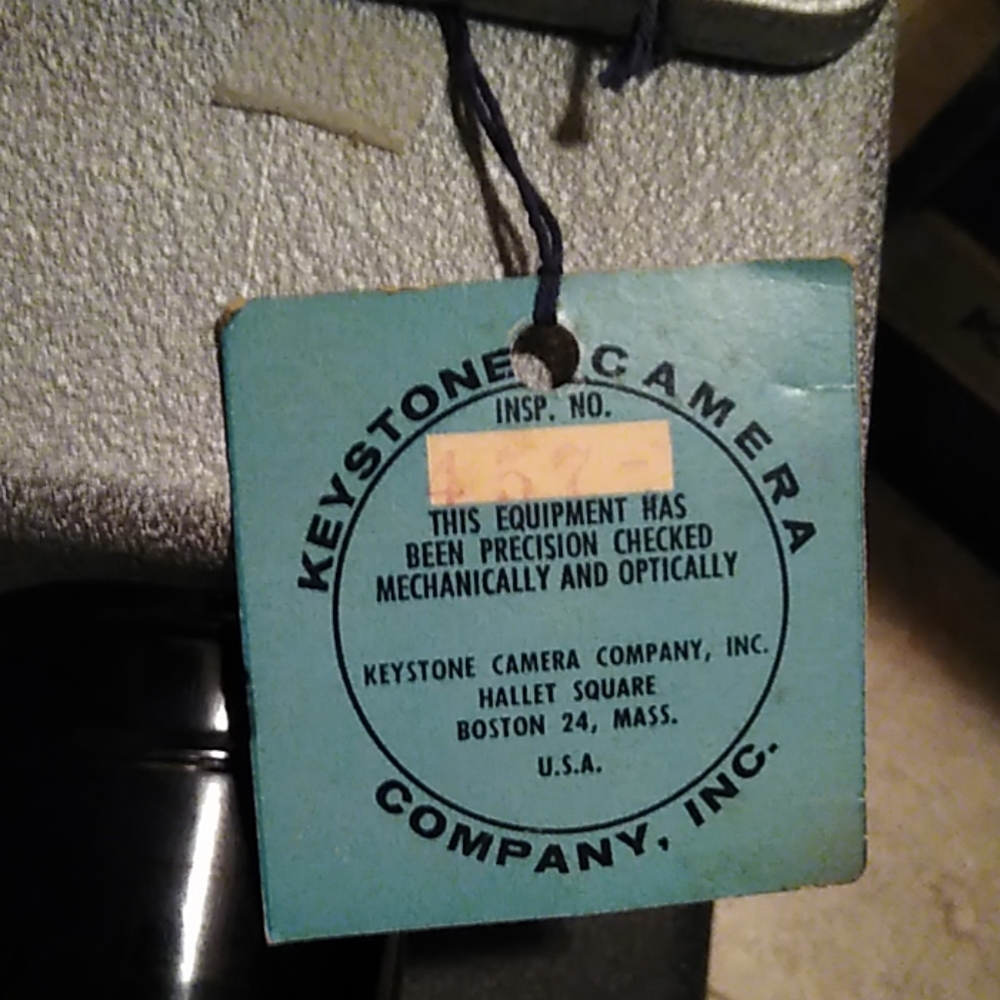 KEYSTONE CAMERA
INSP. NO.
457-
THIS EQUIPMENT HAS
BEEN PRECISION CHECKED
MECHANICALLY AND OPTICALLY
KEYSTONE CAMERA COMPANY, INC.
HALLET SQUARE
BOSTON 24, MASS.
U.S.A.
COMPANY, INC.